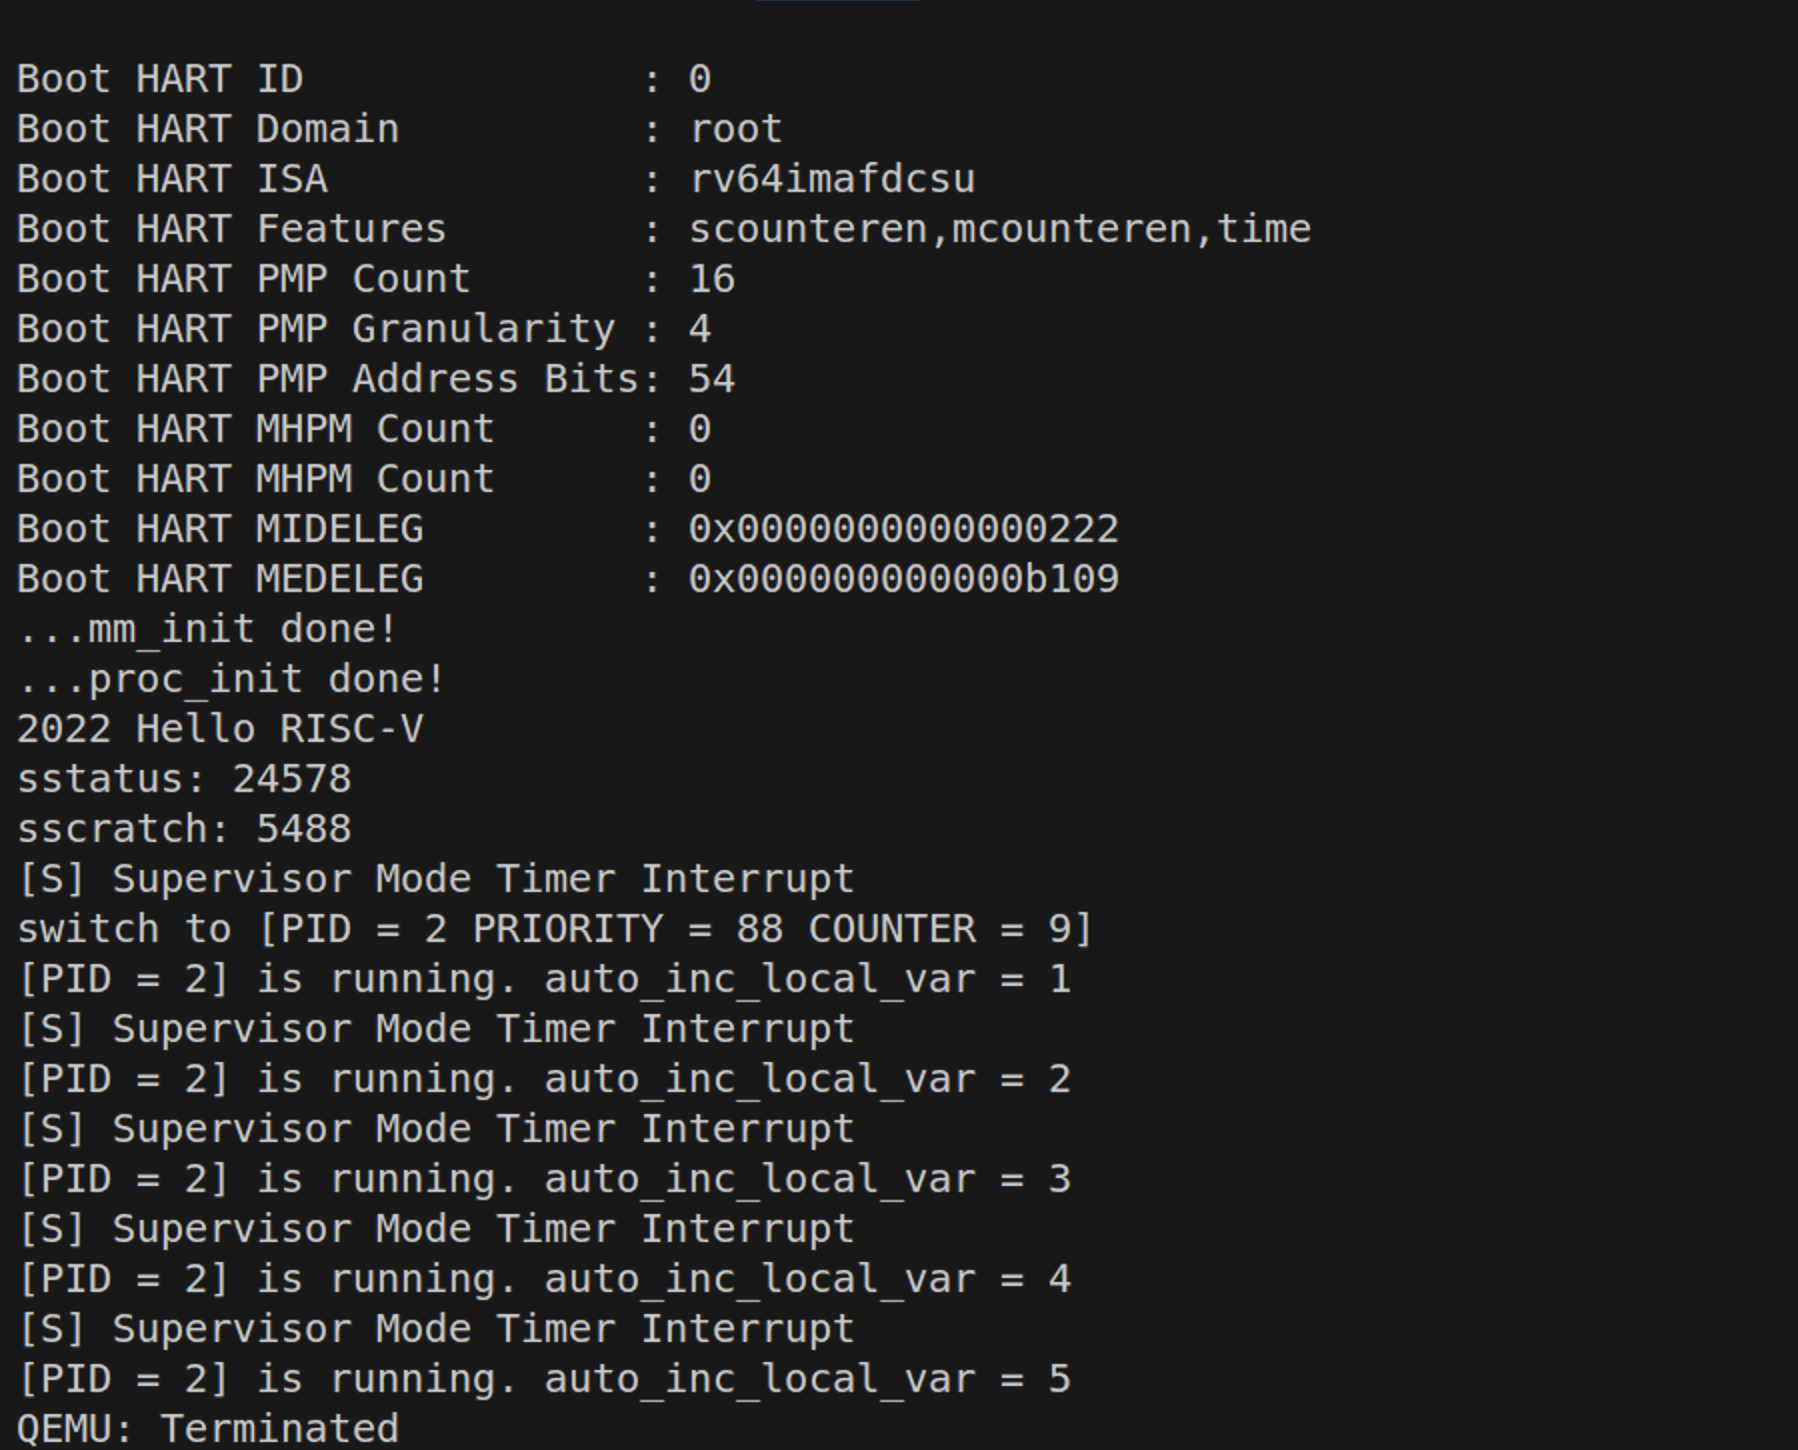 Boot HART ID              : 0
Boot HART Domain          : root
Boot HART ISA             : rv64imafdcsu
Boot HART Features        : scounteren,mcounteren,time
Boot HART PMP Count       : 16
Boot HART PMP Granularity : 4
Boot HART PMP Address Bits: 54
Boot HART MHPM Count      : 0
Boot HART MHPM Count      : 0
Boot HART MIDELEG         : 0x0000000000000222
Boot HART MEDELEG         : 0x000000000000b109
...mm_init done!
...proc_init done!
2022 Hello RISC-V
sstatus: 24578
sscratch: 5488
[S] Supervisor Mode Timer Interrupt
switch to [PID = 2 PRIORITY = 88 COUNTER = 9]
[PID = 2] is running. auto_inc_local_var = 1
[S] Supervisor Mode Timer Interrupt
[PID = 2] is running. auto_inc_local_var = 2
[S] Supervisor Mode Timer Interrupt
[PID = 2] is running. auto_inc_local_var = 3
[S] Supervisor Mode Timer Interrupt
[PID = 2] is running. auto_inc_local_var = 4
[S] Supervisor Mode Timer Interrupt
[PID = 2] is running. auto_inc_local_var = 5
QEMU: Terminated